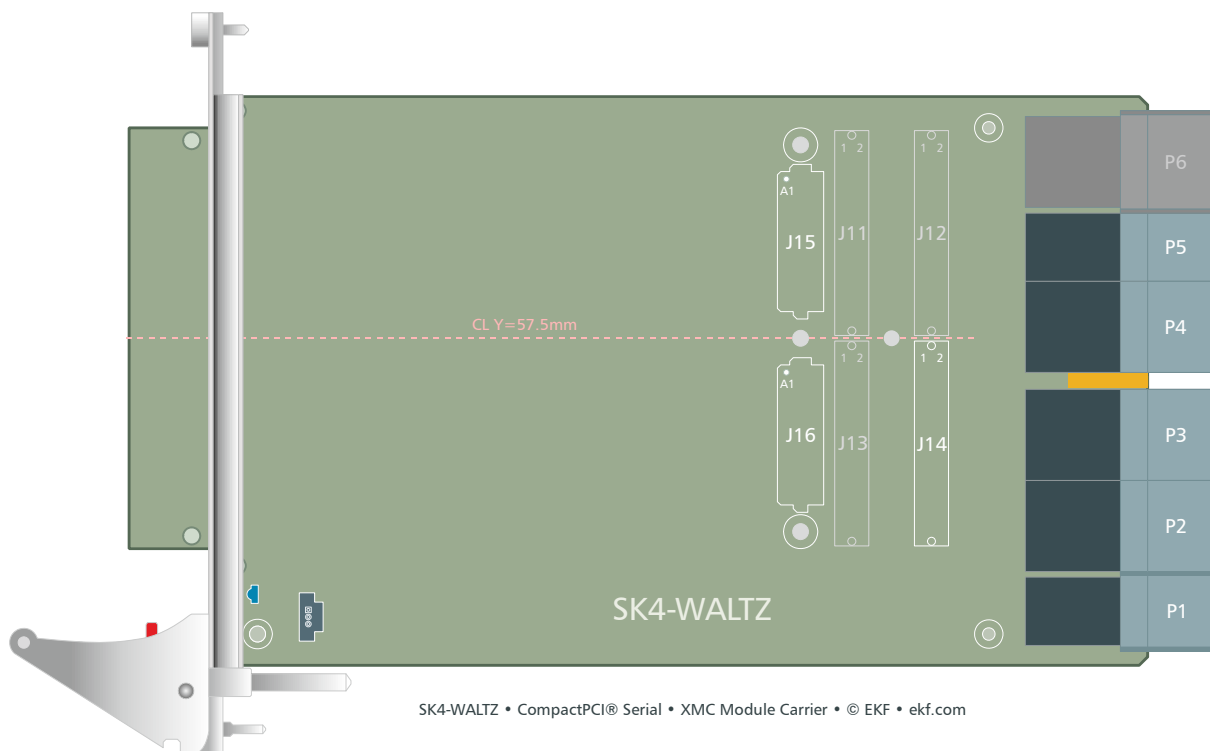 P6
1 2
1 2
A1
J15
J11
J12
P5
CL Y=57.5mm
P4
1 2
1 2
A1
J16
J13
J14
P3
P2
SK4-WALTZ
P1
SK4-WALTZ • CompactPCI® Serial • XMC Module Carrier • © EKF • ekf.com